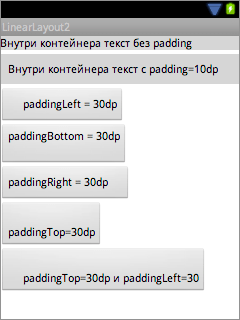 LinearLayout2
Внутри контейнера текст без padding
Внутри контейнера текст с padding=10dp
paddingLeft = 30dp
paddingBottom = 30dp
paddingRight = 30dp
paddingTop=30dp
paddingTop=30dp и paddingLeft=30